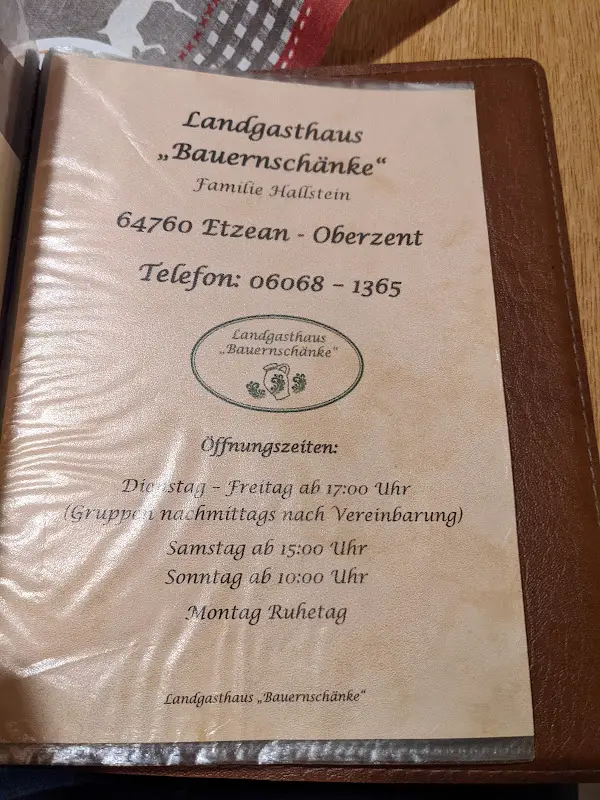 Landgasthaus
„Bauernschänke“
Familie Hallstein
64760 Etzean - Oberzent
Telefon: 06068 – 1365
Landgasthaus
„Bauernschänke“
Öffnungszeiten:
Dienstag – Freitag ab 17:00 Uhr
(Gruppen nachmittags nach Vereinbarung)
Samstag ab 15:00 Uhr
Sonntag ab 10:00 Uhr
Montag Ruhetag
Landgasthaus „Bauernschänke“